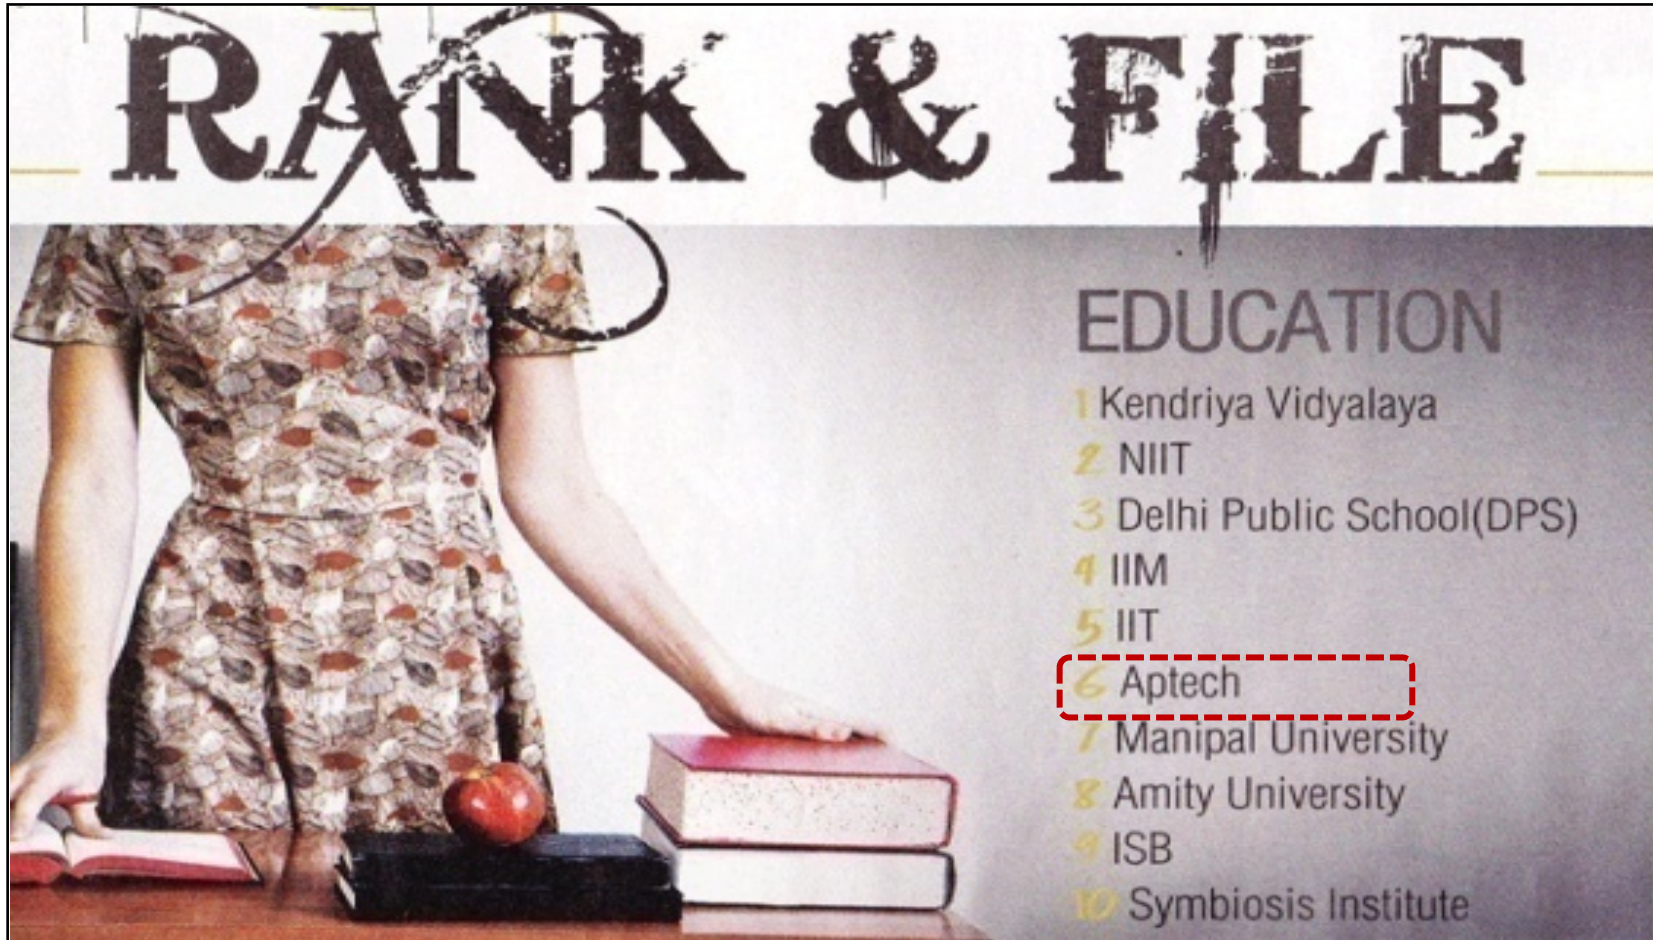 RANK & FILE
EDUCATION
1 Kendriya Vidyalaya
2 NIIT
3 Delhi Public School(DPS)
4 IIM
5 IIT
6 Aptech
7 Manipal University
8 Amity University
9 ISB
10 Symbiosis Institute